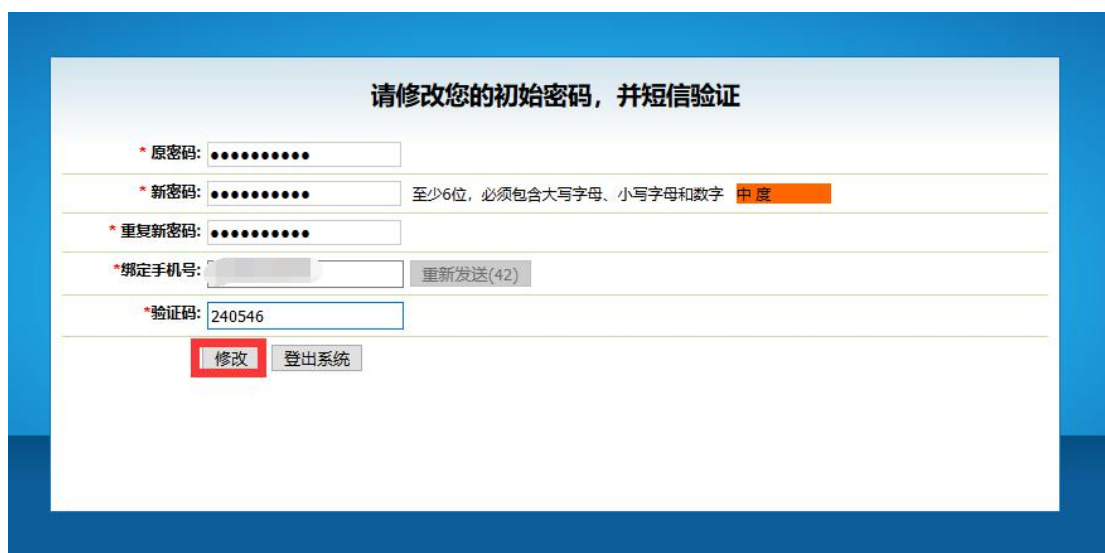 请修改您的初始密码，并短信验证
* 原密码: ●●●●●●●●●●
* 新密码: ●●●●●●●●●● 至少6位，必须包含大写字母、小写字母和数字 中 度
* 重复新密码: ●●●●●●●●●●
*绑定手机号: 重新发送(42)
*验证码: 240546
修改 登出系统